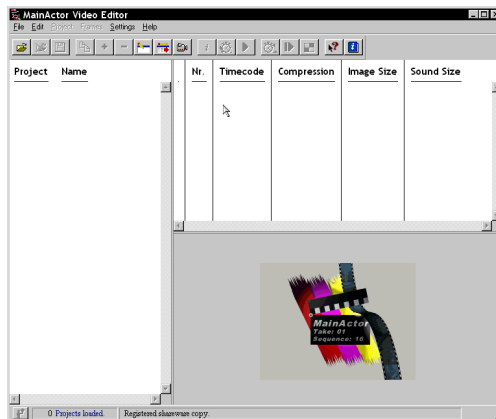 MainActor Video Editor
File Edit Project Frames Settings Help
Project Name
Nr. Timecode Compression Image Size Sound Size
MainActor
Take: 01
Sequence: 16
0 Projects loaded. Registered shareware copy.